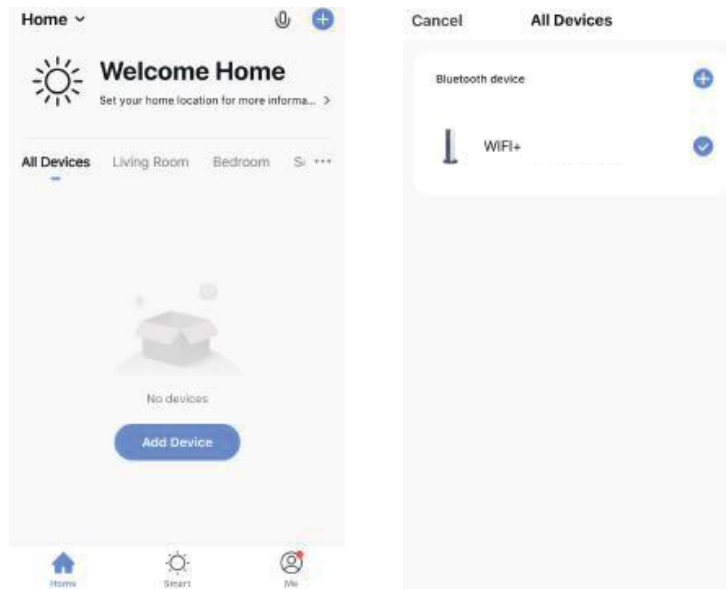 Home
Welcome Home
Set your home location for more informa...
All Devices Living Room Bedroom
No devices
Add Device
Home Smart Me
Cancel All Devices
Bluetooth device
WIFI+